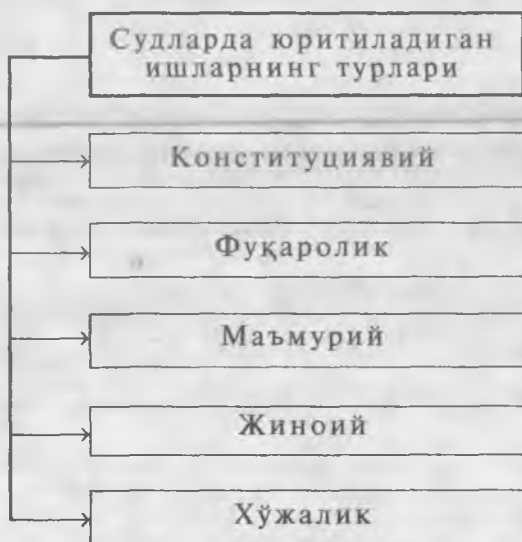 Судларда юритиладиган
ишларнинг турлари
Конституциявий
Фуқаролик
Маъмурий
Жиноий
Хўжалик